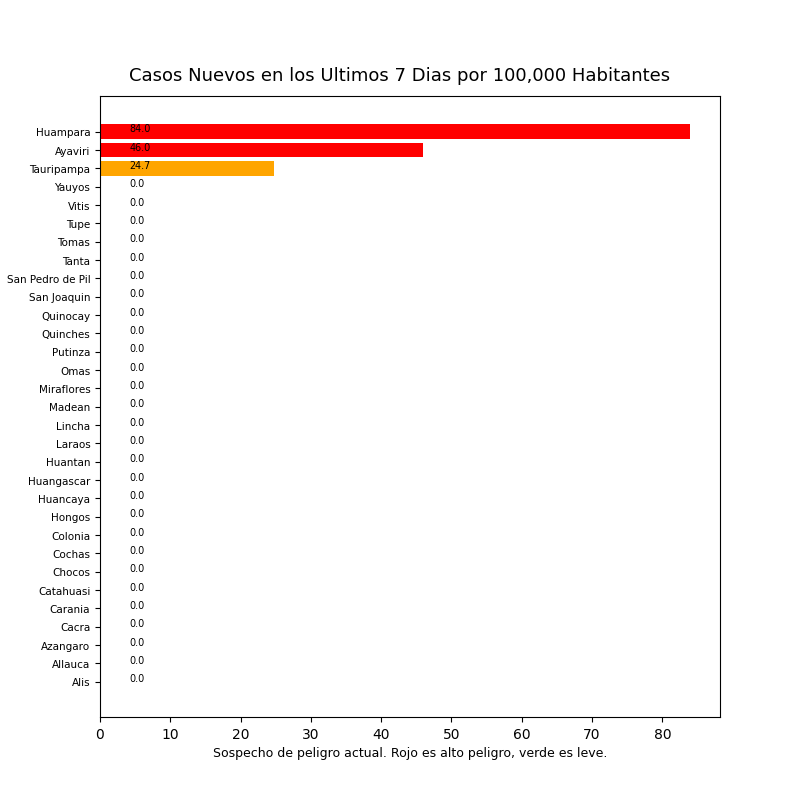 Casos Nuevos en los Ultimos 7 Dias por 100,000 Habitantes
Huampara 84.0
Ayaviri 46.0
Tauripampa 24.7
Yauyos 0.0
Vitis 0.0
Tupe 0.0
Tomas 0.0
Tanta 0.0
San Pedro de Pil 0.0
San Joaquin 0.0
Quinocay 0.0
Quinches 0.0
Putinza 0.0
Omas 0.0
Miraflores 0.0
Madean 0.0
Lincha 0.0
Laraos 0.0
Huantan 0.0
Huangascar 0.0
Huancaya 0.0
Hongos 0.0
Colonia 0.0
Cochas 0.0
Chocos 0.0
Catahuasi 0.0
Carania 0.0
Cacra 0.0
Azangaro 0.0
Allauca 0.0
Alis 0.0
0 10 20 30 40 50 60 70 80
Sospecho de peligro actual. Rojo es alto peligro, verde es leve.